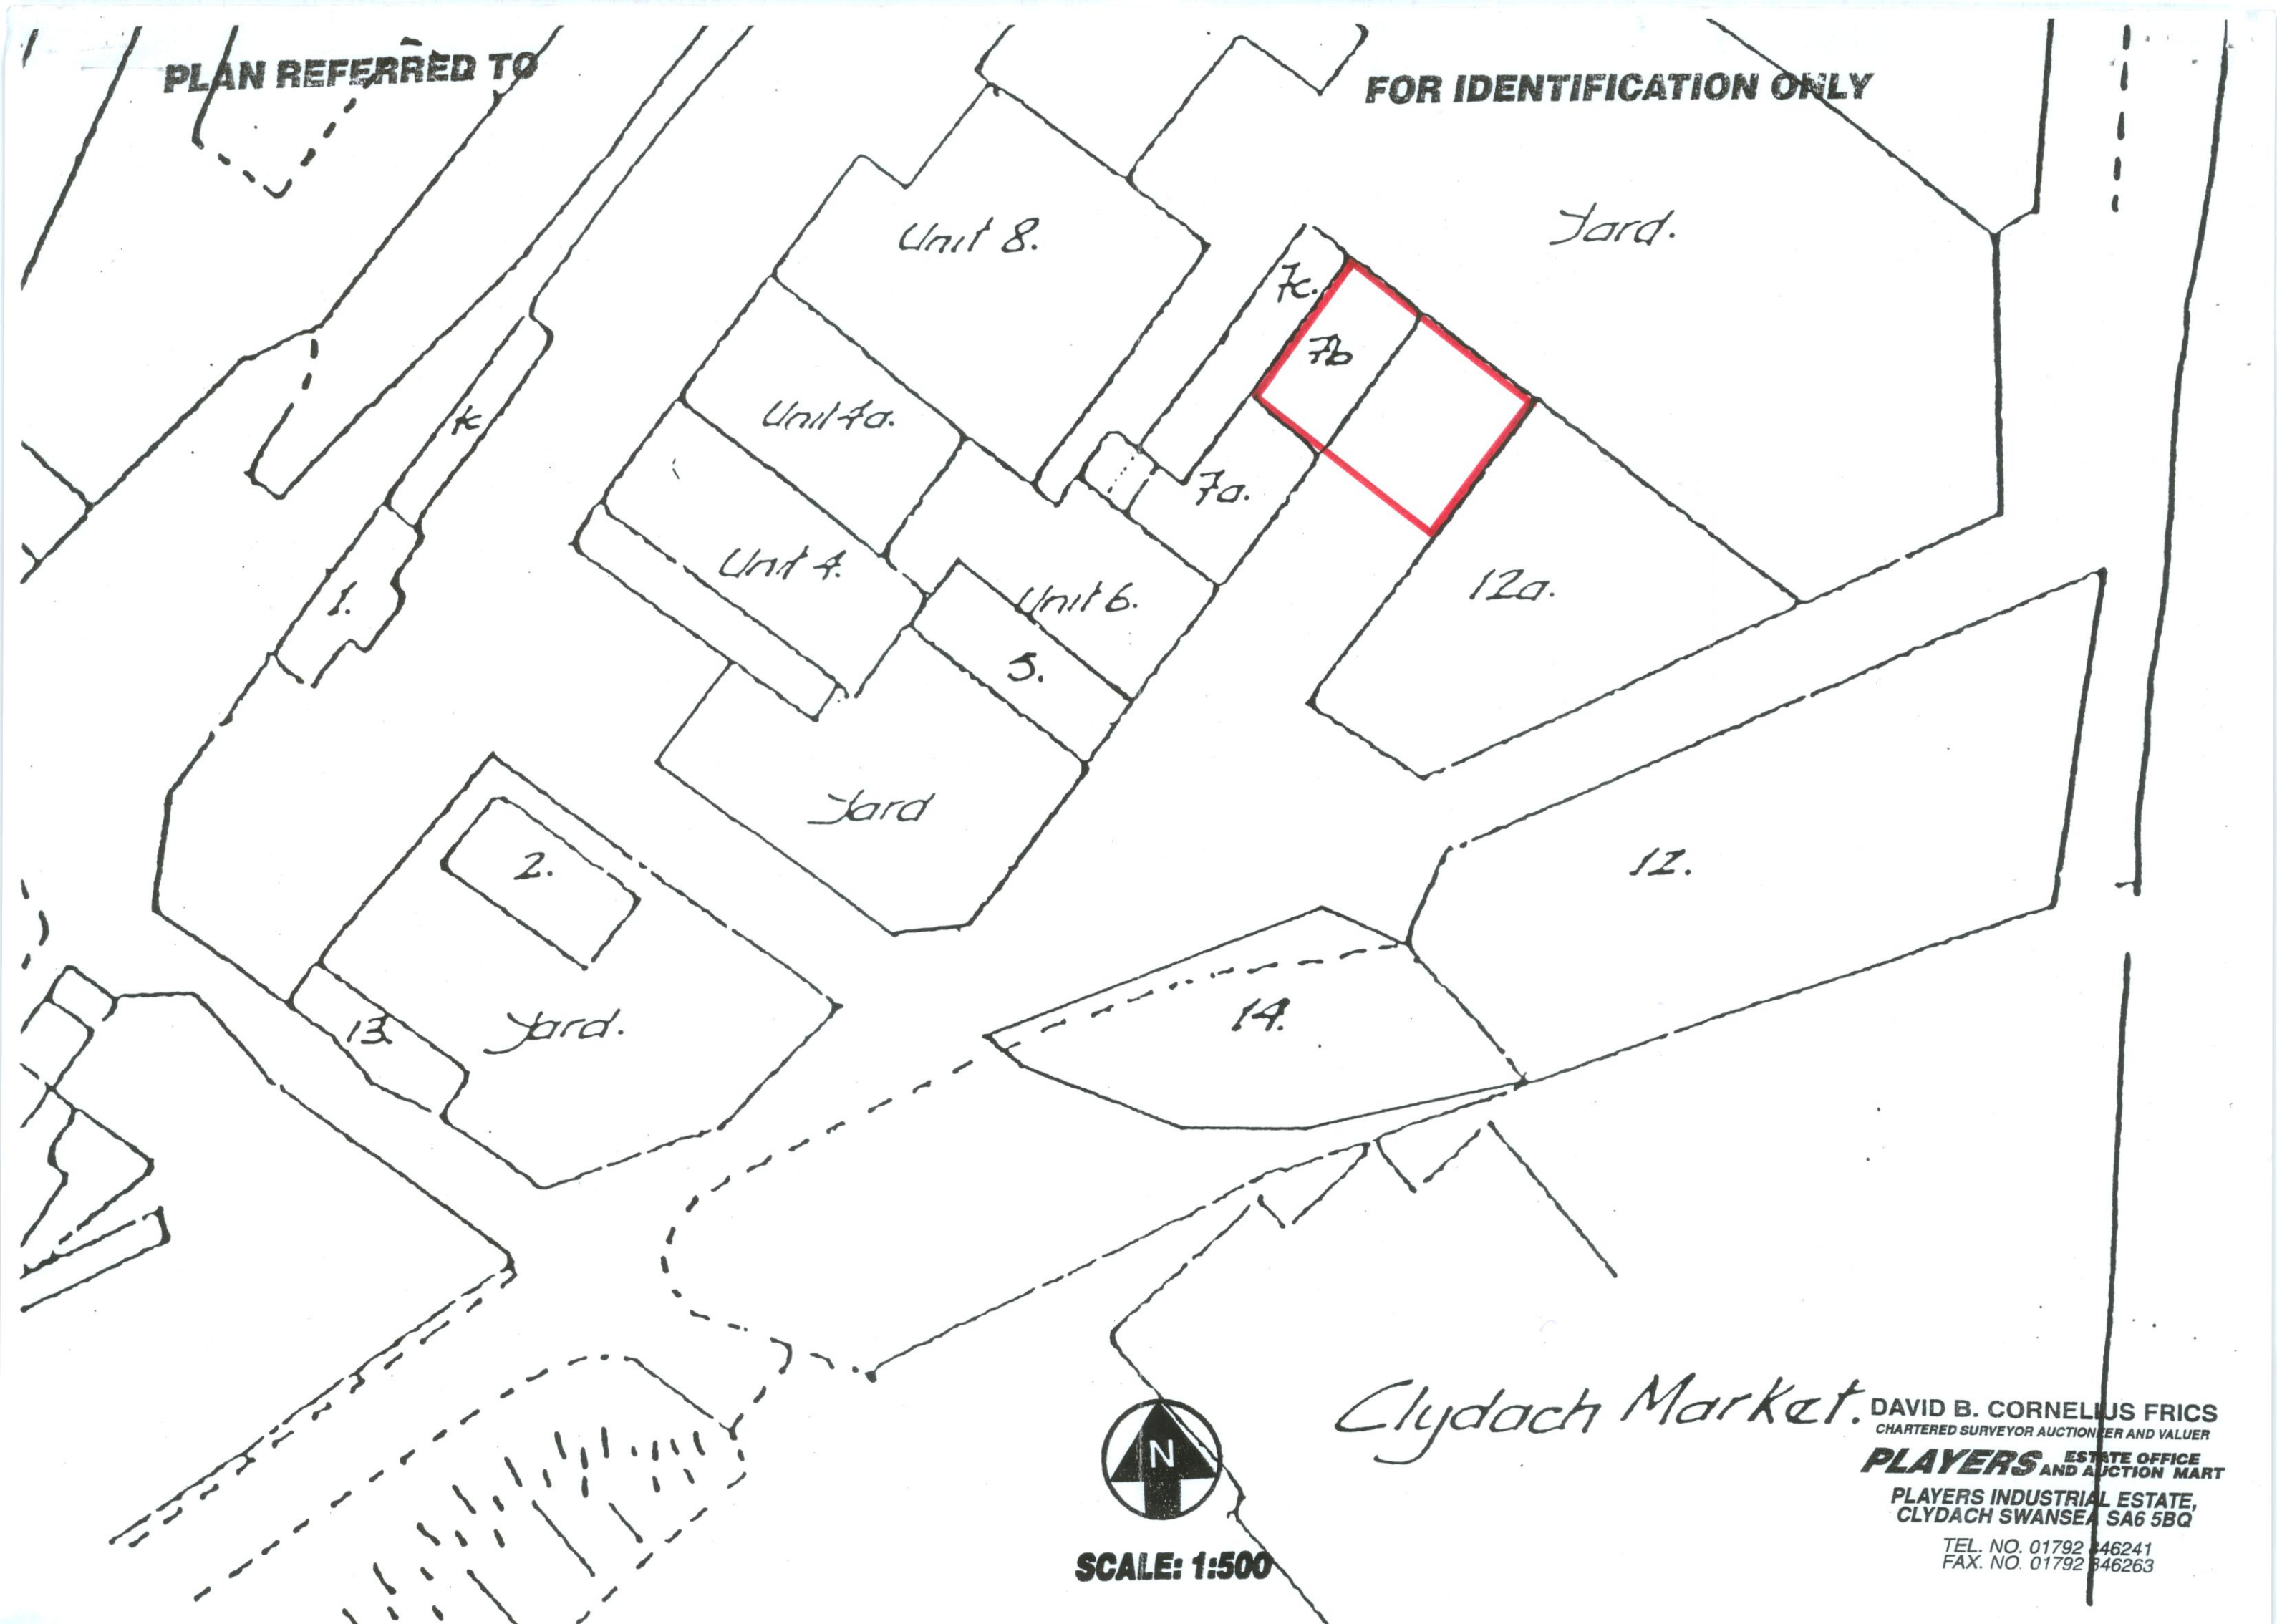 PLAN REFERRED TO
FOR IDENTIFICATION ONLY
Unit 8.
Yard.
7c.
7b
Unit 4a.
7a.
Unit 4.
Unit 6.
12a.
1.
5.
Yard
2.
12.
13.
Yard.
14.
Clydach Market.
DAVID B. CORNELIUS FRICS
CHARTERED SURVEYOR AUCTIONEER AND VALUER
PLAYERS ESTATE OFFICE
AND AUCTION MART
PLAYERS INDUSTRIAL ESTATE,
CLYDACH SWANSEA SA6 5BQ
TEL. NO. 01792 846241
FAX. NO. 01792 846263
N
SCALE: 1:500